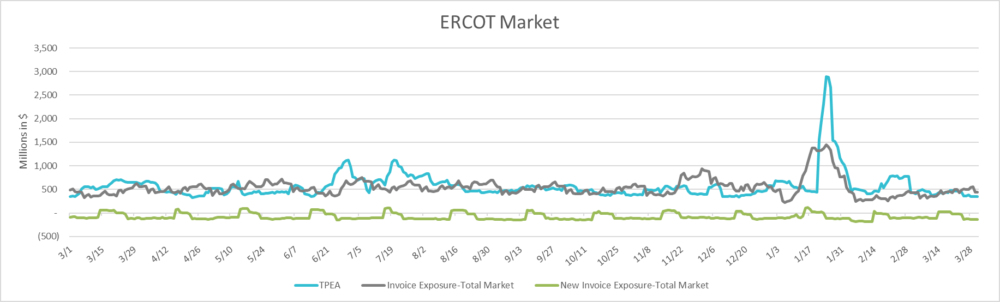 ERCOT Market
Millions in $
3,500
3,000
2,500
2,000
1,500
1,000
500
-
(500)
3/1 3/15 3/29 4/12 4/26 5/10 5/24 6/7 6/21 7/5 7/19 8/2 8/16 8/30 9/13 9/27 10/11 10/25 11/8 11/22 12/6 12/20 1/3 1/17 1/31 2/14 2/28 3/14 3/28
TPEA Invoice Exposure-Total Market New Invoice Exposure-Total Market